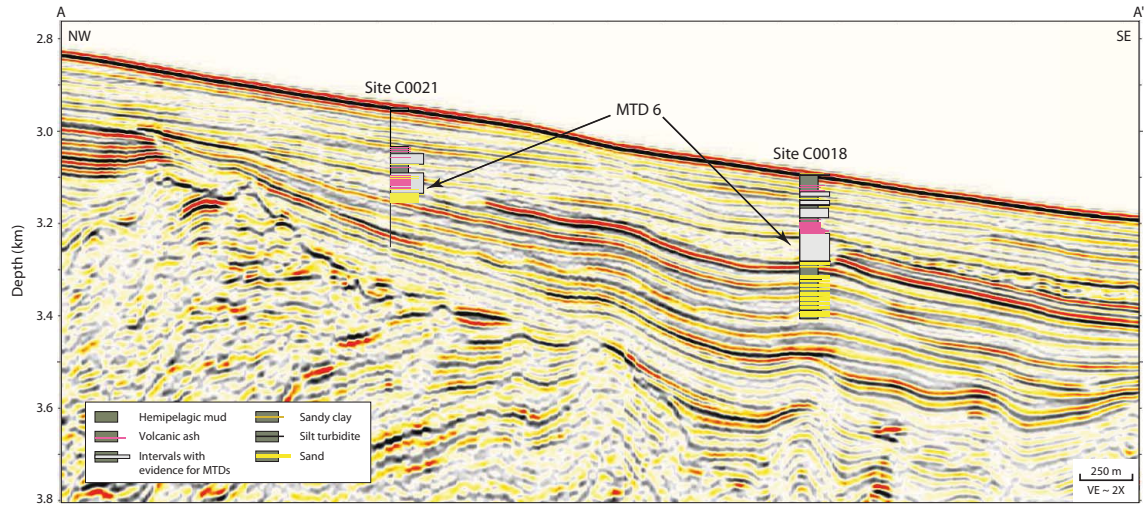 A A'
NW SE
2.8
3.0
3.2
3.4
3.6
3.8
Depth (km)
Site C0021
MTD 6
Site C0018
Hemipelagic mud
Volcanic ash
Intervals with
evidence for MTDs
Sandy clay
Silt turbidite
Sand
250 m
VE ~ 2X